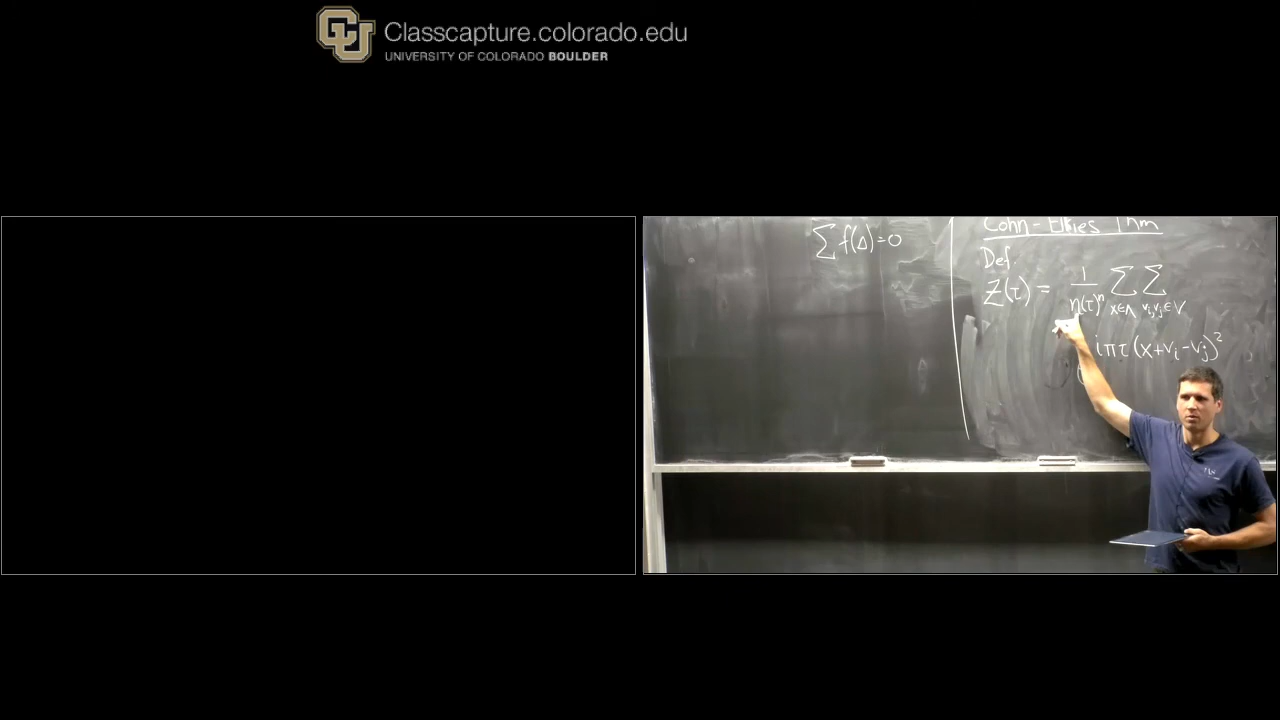 Classcapture.colorado.edu
UNIVERSITY OF COLORADO BOULDER
∑ f(Δ)=0
Cohn-Elkies Thm
Def.
Z(τ) = 1/η(τ)^n ∑_{x∈Λ} ∑_{v_i,v_j∈V}
iπτ(x+v_i-v_j)²